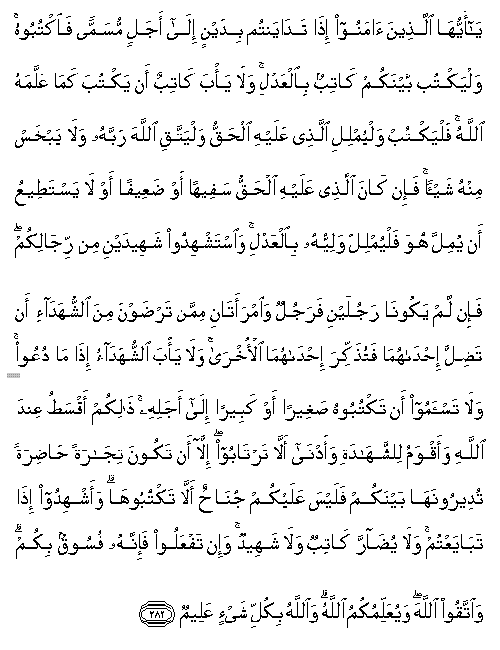 يَٰٓأَيُّهَا ٱلَّذِينَ ءَامَنُوٓا۟ إِذَا تَدَايَنتُم بِدَيْنٍ إِلَىٰٓ أَجَلٍ مُّسَمًّى فَٱكْتُبُوهُ ۚ
وَلْيَكْتُب بَّيْنَكُمْ كَاتِبٌۢ بِٱلْعَدْلِ ۚ وَلَا يَأْبَ كَاتِبٌ أَن يَكْتُبَ كَمَا عَلَّمَهُ
ٱللَّهُ ۚ فَلْيَكْتُبْ وَلْيُمْلِلِ ٱلَّذِى عَلَيْهِ ٱلْحَقُّ وَلْيَتَّقِ ٱللَّهَ رَبَّهُۥ وَلَا يَبْخَسْ
مِنْهُ شَيْـًٔا ۚ فَإِن كَانَ ٱلَّذِى عَلَيْهِ ٱلْحَقُّ سَفِيهًا أَوْ ضَعِيفًا أَوْ لَا يَسْتَطِيعُ
أَن يُمِلَّ هُوَ فَلْيُمْلِلْ وَلِيُّهُۥ بِٱلْعَدْلِ ۚ وَٱسْتَشْهِدُوا۟ شَهِيدَيْنِ مِن رِّجَالِكُمْ ۖ
فَإِن لَّمْ يَكُونَا رَجُلَيْنِ فَرَجُلٌ وَٱمْرَأَتَانِ مِمَّن تَرْضَوْنَ مِنَ ٱلشُّهَدَآءِ أَن
تَضِلَّ إِحْدَىٰهُمَا فَتُذَكِّرَ إِحْدَىٰهُمَا ٱلْأُخْرَىٰ ۚ وَلَا يَأْبَ ٱلشُّهَدَآءُ إِذَا مَا دُعُوا۟ ۚ
وَلَا تَسْـَٔمُوٓا۟ أَن تَكْتُبُوهُ صَغِيرًا أَوْ كَبِيرًا إِلَىٰٓ أَجَلِهِۦ ۚ ذَٰلِكُمْ أَقْسَطُ عِندَ
ٱللَّهِ وَأَقْوَمُ لِلشَّهَٰدَةِ وَأَدْنَىٰٓ أَلَّا تَرْتَابُوٓا۟ ۖ إِلَّآ أَن تَكُونَ تِجَٰرَةً حَاضِرَةً
تُدِيرُونَهَا بَيْنَكُمْ فَلَيْسَ عَلَيْكُمْ جُنَاحٌ أَلَّا تَكْتُبُوهَا ۗ وَأَشْهِدُوٓا۟ إِذَا
تَبَايَعْتُمْ ۚ وَلَا يُضَآرَّ كَاتِبٌ وَلَا شَهِيدٌ ۚ وَإِن تَفْعَلُوا۟ فَإِنَّهُۥ فُسُوقٌۢ بِكُمْ ۗ
وَٱتَّقُوا۟ ٱللَّهَ ۖ وَيُعَلِّمُكُمُ ٱللَّهُ ۗ وَٱللَّهُ بِكُلِّ شَىْءٍ عَلِيمٌ ٢٨٢